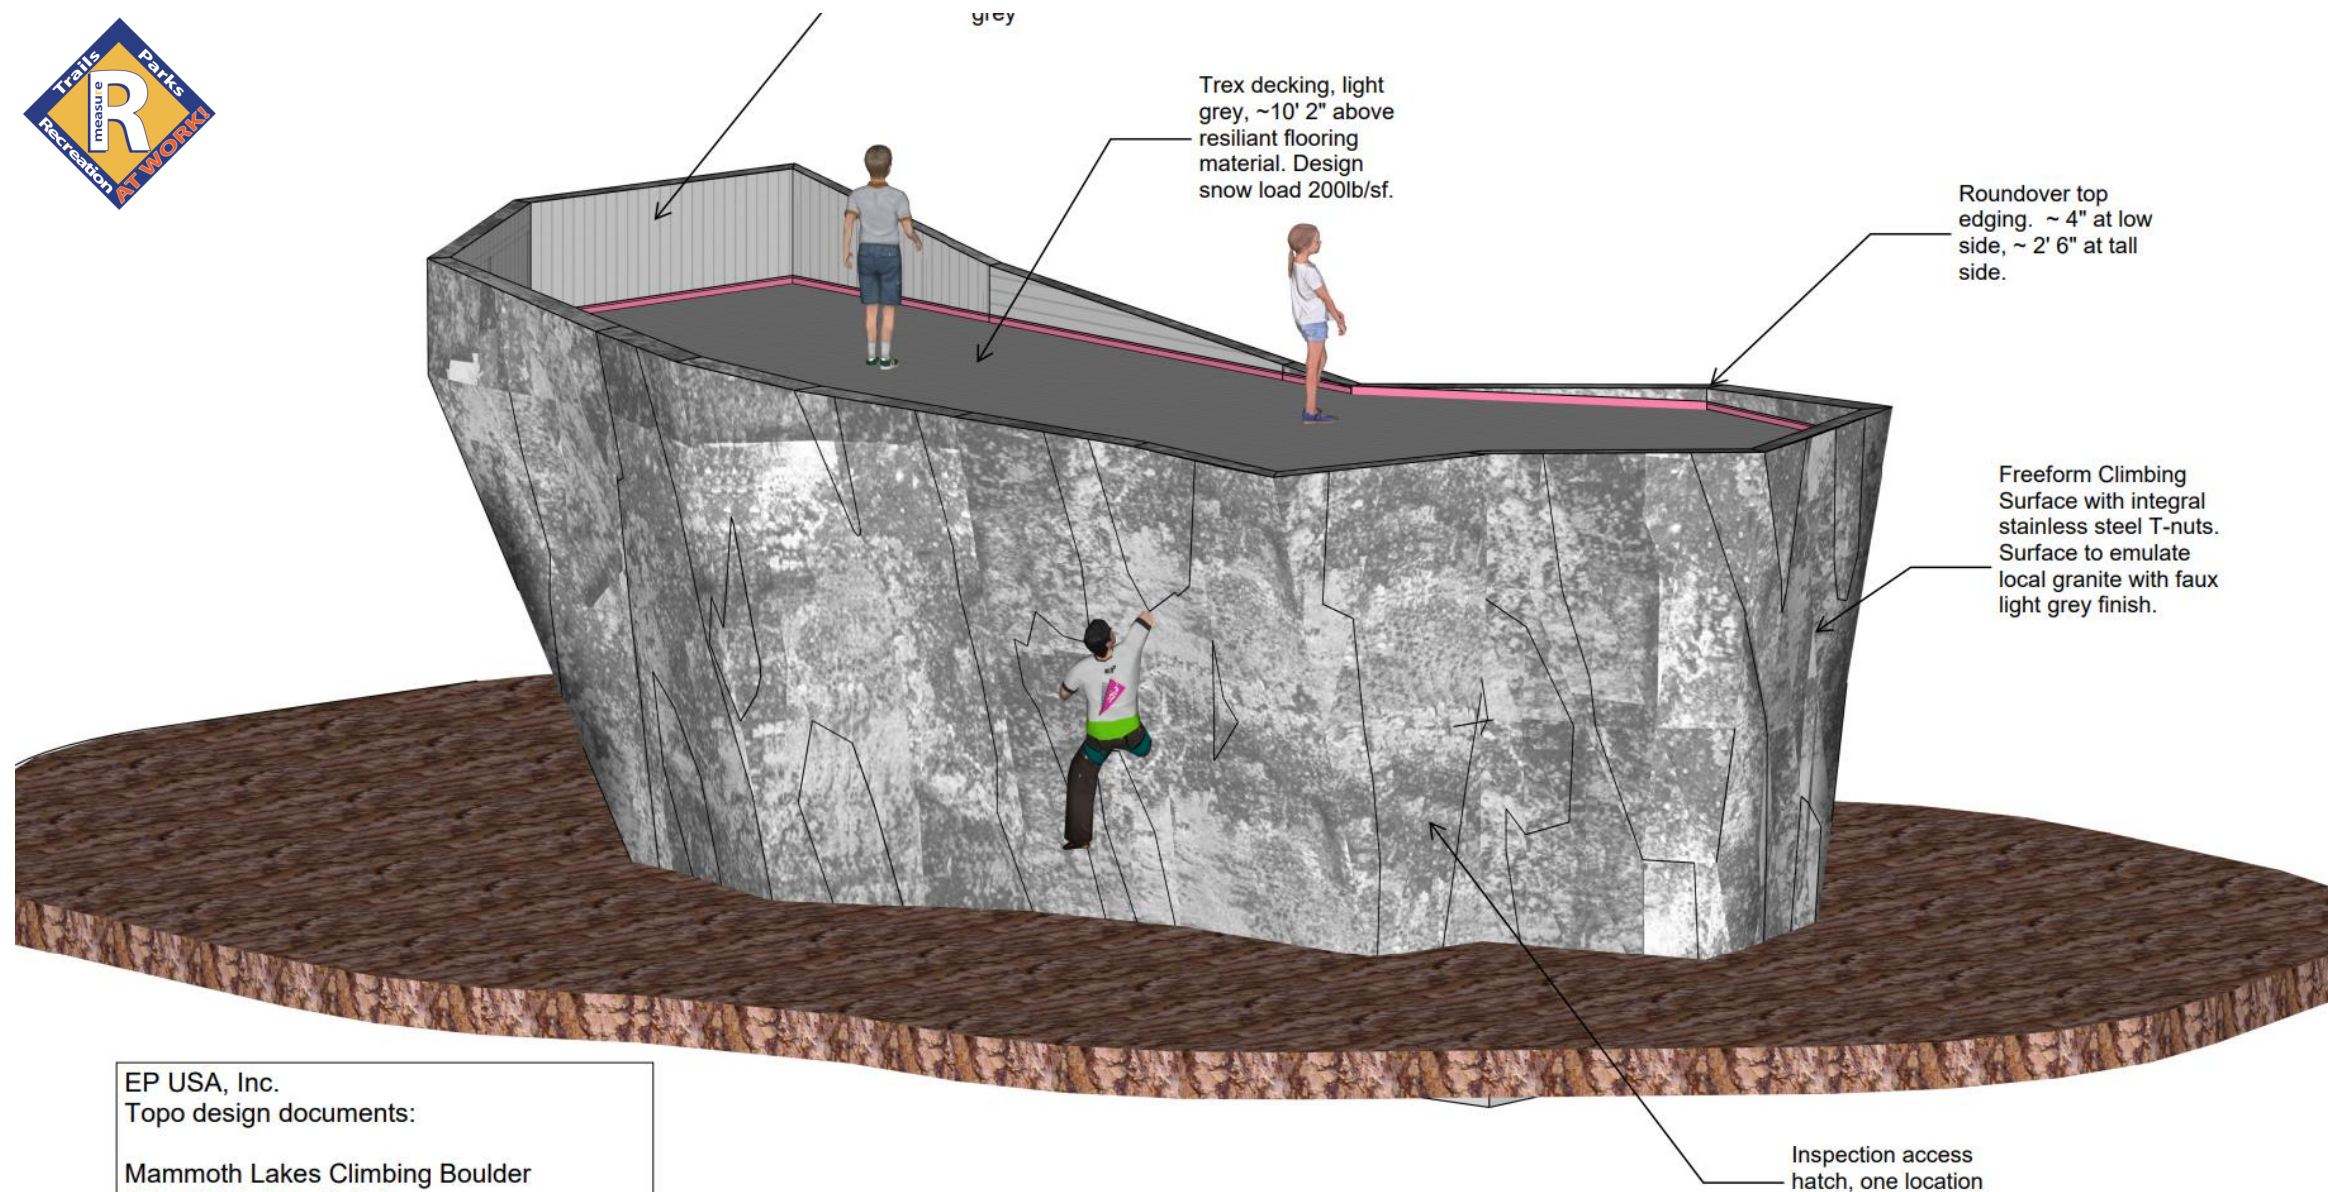 Trails
Parks
measure
R
Recreation
AT WORK!
grey
Trex decking, light
grey, ~10' 2" above
resiliant flooring
material. Design
snow load 200lb/sf.
Roundover top
edging. ~ 4" at low
side, ~ 2' 6" at tall
side.
Freeform Climbing
Surface with integral
stainless steel T-nuts.
Surface to emulate
local granite with faux
light grey finish.
EP USA, Inc.
Topo design documents:
Mammoth Lakes Climbing Boulder
Inspection access
hatch, one location